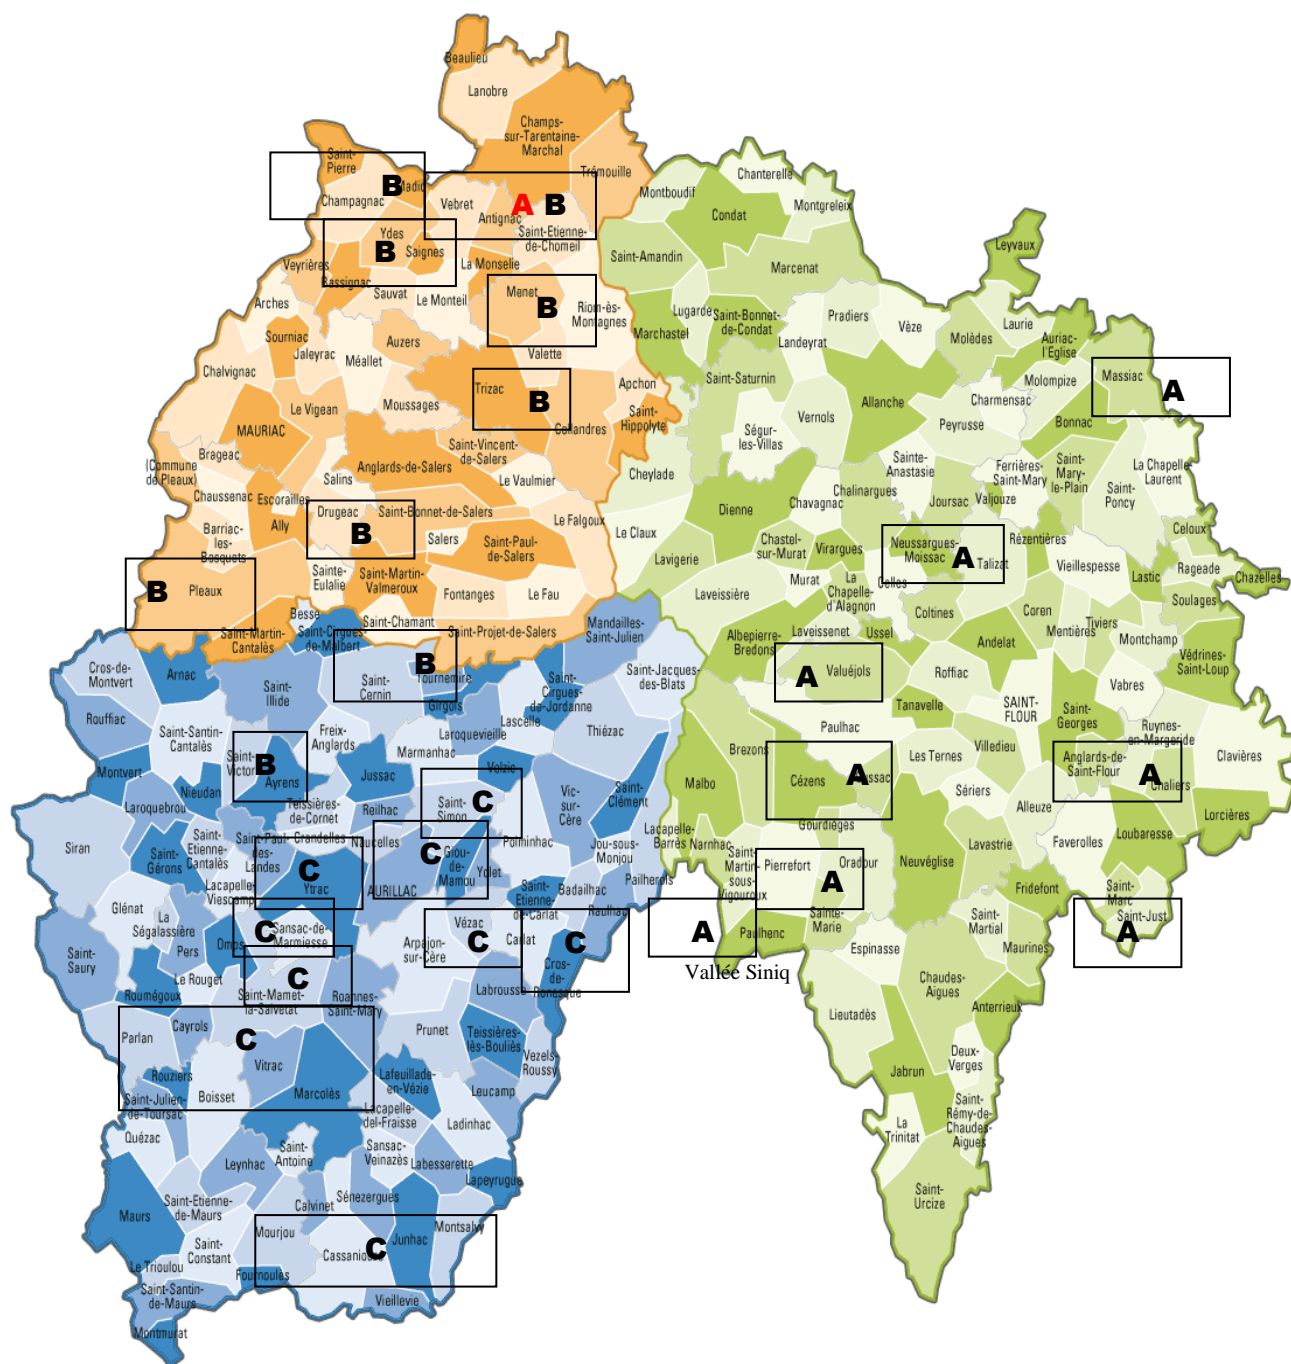 Beaulieu
Lanobre
Champs-
sur-Tarentaine-
Marchal
Trémouille
Saint-
Pierre
Madic
B
Champagnac
Vebret
Antignac
A
B
Saint-Etienne-
de-Chomeil
Ydes
B
Saignes
Veyrières
Bassignac
La Monselie
Sauvat
Le Monteil
Menet
B
Riom-ès-
Montagnes
Arches
Sourniac
Jaleyrac
Auzers
Méallet
Valette
Chalvignac
Trizac
B
Apchon
Le Vigean
Moussages
Collandres
Saint-
Hippolyte
MAURIAC
Saint-Vincent-
de-Salers
Brageac
Anglards-de-Salers
(Commune
de Pleaux)
Salins
Le Vaulmier
Chaussenac
Escorailles
Drugeac
Saint-Bonnet-de-Salers
Le Falgoux
Ally
B
Salers
Saint-Paul-
de-Salers
Barriac-
les-
Bosquets
Sainte-
Eulalie
Saint-Martin-
Valmeroux
B
Pleaux
Fontanges
Le Fau
Besse
Saint-Chamant
Saint-Martin-
Cantalès
Saint-Cirgues-
de-Malbert
Saint-Projet-de-Salers
Montboudif
Chanterelle
Condat
Montgreleix
Saint-Amandin
Marcenat
Leyvaux
Lugarde
Marchastel
Saint-Bonnet-
de-Condat
Landeyrat
Pradiers
Vèze
Molèdes
Laurie
Auriac-
l'Eglise
Massiac
A
Molompize
Saint-Saturnin
Allanche
Charmensac
Bonnac
Vernols
Peyrusse
Ségur-
les-Villas
Sainte-
Anastasie
Ferrières-
Saint-Mary
Saint-
Mary-
le-Plain
La Chapelle-
Laurent
Cheylade
Chalinargues
Chavagnac
Joursac
Valjouze
Saint-
Poncy
Dienne
Le Claux
Chastel-
sur-Murat
Virargues
Neussargues-
Moissac
A
Talizat
Rézentières
Celoux
Lavigerie
Vieillespesse
Rageade
Chazelles
Murat
La
Chapelle-
d'Alagnon
Celles
Lastic
Soulages
Laveissière
Coltines
Coren
Mentières
Tiviers
Montchamp
Albepierre-
Bredons
Laveissenet
Ussel
Andelat
Védrines-
Saint-Loup
A
Valuéjols
Roffiac
Vabres
Tanavelle
SAINT-
FLOUR
Saint-
Georges
Paulhac
Ruynes-
en-Margeride
Brezons
Les Ternes
Villedieu
Clavières
Malbo
Cézens
A
Anglards-de-
Saint-Flour
A
Chaliers
Sériers
Alleuze
Lorcières
Gourdièges
Loubaresse
Lacapelle-
Barrès
Narnhac
Lavastrie
Faverolles
Saint-
Martin-
sous-
Vigouroux
Pierrefort
Oradour
Neuvéglise
A
Fridefont
Saint-
Marc
Saint-Just
A
A
Paulhenc
Sainte-
Marie
Saint-
Martial
Maurines
Espinasse
Vallée Siniq
Chaudes-
Aigues
Anterrieux
Lieutadès
Deux-
Verges
Jabrun
Saint-
Rémy-de-
Chaudes-
Aigues
La
Trinitat
Saint-
Urcize
Mandailles-
Saint-Julien
Cros-de-
Montvert
Arnac
Saint-
Cernin
B
Tournemire
Saint-Jacques-
des-Blats
Saint-
Illide
Girgols
Saint-
Cirgues-
de-Jordanne
Rouffiac
Lascelle
Thiézac
Saint-Santin-
Cantalès
Freix-
Anglards
Laroquevieille
Marmanhac
Saint-
Victor
B
Ayrens
Montvert
Jussac
Nieudan
Saint-
Clément
Laroquebrou
Teissières-
de-Cornet
Reilhac
Saint-
Simon
C
Vic-
sur-
Cère
Siran
Saint-
Etienne-
Cantalès
Saint-Paul-
des-
Landes
Crandelles
Naucelles
C
Giou-
de-
Mamou
Polminhac
Jou-sous-
Monjou
Saint-
Gérons
C
Ytrac
Yolet
Lacapelle-
Viescamp
AURILLAC
Saint-
Etienne-
de-Carlat
Badailhac
Pailherols
Raulhac
Glénat
La
Ségalassière
C
Sansac-de-
Marmiesse
Vézac
C
Carlat
C
Saint-
Saury
Pers
Omps
Arpajon-
sur-Cère
Cros-
de-
Ronesque
Le Rouget
C
Labrousse
Roumégoux
Saint-Mamet-
la-Salvetat
Roannes-
Saint-Mary
Cayrols
C
Prunet
Teissières-
lès-Bouliès
Parlan
Vitrac
Vezels-
Roussy
Rouziers
Boisset
Marcolès
Lafeuillade-
en-Vézie
Leucamp
Saint-Julien-
de-Toursac
Lacapelle-
del-Fraisse
Ladinhac
Quézac
Saint-
Antoine
Sansac-
Veinazès
Leynhac
Labesserette
Lapeyrugue
Maurs
Saint-Etienne-
de-Maurs
Sénezergues
Calvinet
Mourjou
C
Junhac
Montsalvy
Saint-
Constant
Le Trioulou
Fournoulès
Saint-Santin-
de-Maurs
Vieillevie
Montmurat